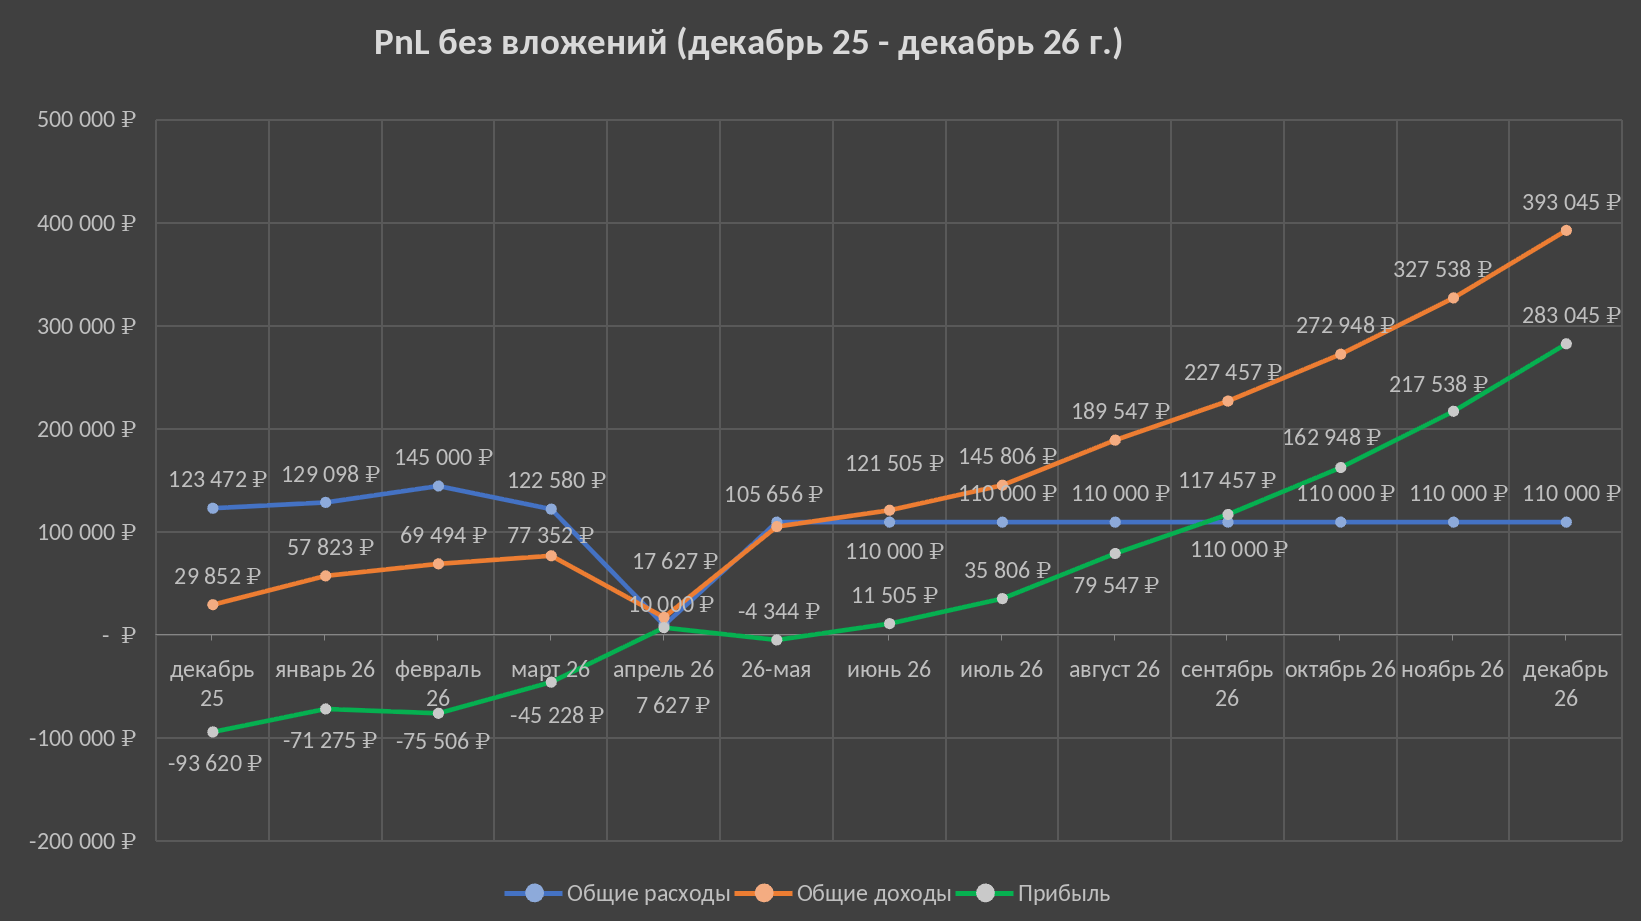 PnL без вложений (декабрь 25 - декабрь 26 г.)
500 000 ₽
400 000 ₽
300 000 ₽
200 000 ₽
100 000 ₽
- ₽
-100 000 ₽
-200 000 ₽
393 045 ₽
327 538 ₽
283 045 ₽
272 948 ₽
227 457 ₽
217 538 ₽
189 547 ₽
162 948 ₽
123 472 ₽
129 098 ₽
145 000 ₽
122 580 ₽
105 656 ₽
121 505 ₽
145 806 ₽
110 000 ₽
110 000 ₽
117 457 ₽
110 000 ₽
110 000 ₽
110 000 ₽
29 852 ₽
57 823 ₽
69 494 ₽
77 352 ₽
17 627 ₽
10 000 ₽
-4 344 ₽
110 000 ₽
11 505 ₽
35 806 ₽
79 547 ₽
110 000 ₽
декабрь 25
январь 26
февраль 26
март 26
апрель 26
26-мая
июнь 26
июль 26
август 26
сентябрь 26
октябрь 26
ноябрь 26
декабрь 26
-93 620 ₽
-71 275 ₽
-75 506 ₽
-45 228 ₽
7 627 ₽
Общие расходы
Общие доходы
Прибыль